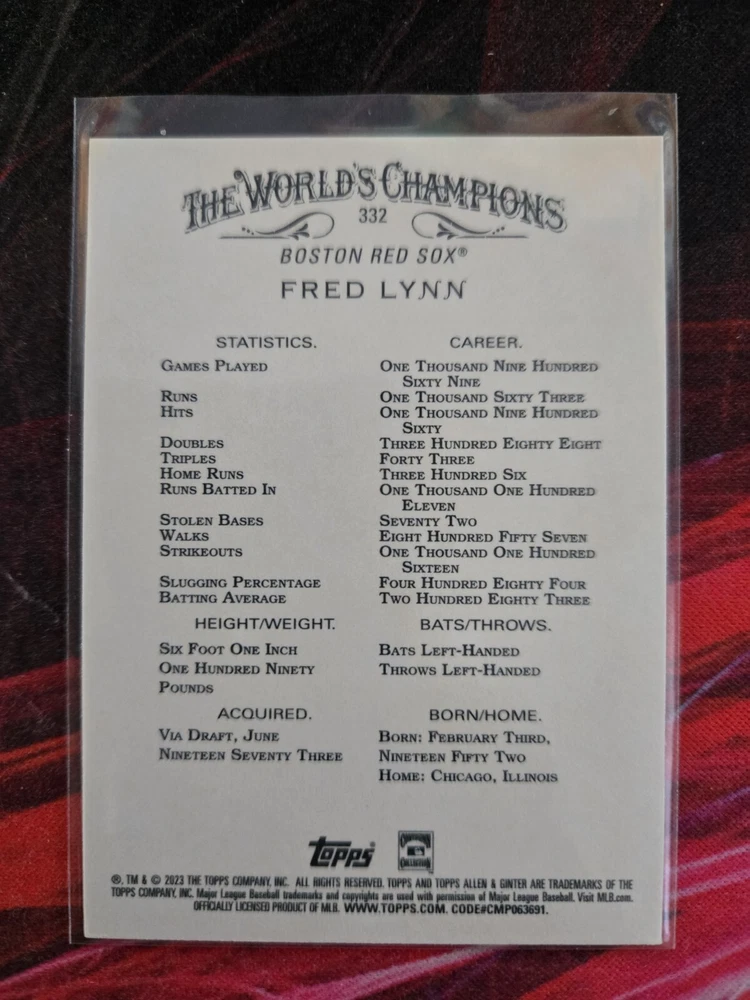 THE WORLD'S CHAMPIONS
332
BOSTON RED SOX®
FRED LYNN
STATISTICS. CAREER.
GAMES PLAYED ONE THOUSAND NINE HUNDRED
SIXTY NINE
RUNS ONE THOUSAND SIXTY THREE
HITS ONE THOUSAND NINE HUNDRED
SIXTY
DOUBLES THREE HUNDRED EIGHTY EIGHT
TRIPLES FORTY THREE
HOME RUNS THREE HUNDRED SIX
RUNS BATTED IN ONE THOUSAND ONE HUNDRED
ELEVEN
STOLEN BASES SEVENTY TWO
WALKS EIGHT HUNDRED FIFTY SEVEN
STRIKEOUTS ONE THOUSAND ONE HUNDRED
SIXTEEN
SLUGGING PERCENTAGE FOUR HUNDRED EIGHTY FOUR
BATTING AVERAGE TWO HUNDRED EIGHTY THREE
HEIGHT/WEIGHT. BATS/THROWS.
SIX FOOT ONE INCH BATS LEFT-HANDED
ONE HUNDRED NINETY THROWS LEFT-HANDED
POUNDS
ACQUIRED. BORN/HOME.
VIA DRAFT, JUNE BORN: FEBRUARY THIRD,
NINETEEN SEVENTY THREE NINETEEN FIFTY TWO
HOME: CHICAGO, ILLINOIS
topps®
®, TM & © 2023 THE TOPPS COMPANY, INC. ALL RIGHTS RESERVED. TOPPS AND TOPPS ALLEN & GINTER ARE TRADEMARKS OF THE
TOPPS COMPANY, INC. Major League Baseball trademarks and copyrights are used with permission of Major League Baseball. Visit MLB.com.
OFFICIALLY LICENSED PRODUCT OF MLB. WWW.TOPPS.COM. CODE#CMP063691.